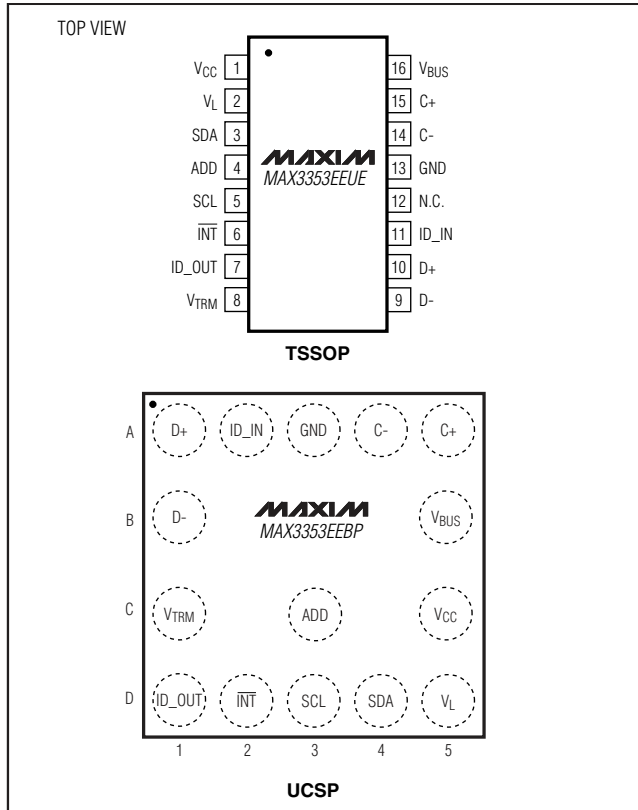 TOP VIEW
VCC 1
VL 2
SDA 3
ADD 4
SCL 5
INT 6
ID_OUT 7
VTRM 8
MAXIM
MAX3353EEUE
16 VBUS
15 C+
14 C-
13 GND
12 N.C.
11 ID_IN
10 D+
9 D-
TSSOP
A D+ ID_IN GND C- C+
B D- MAXIM VBUS
MAX3353EEBP
C VTRM ADD VCC
D ID_OUT INT SCL SDA VL
1 2 3 4 5
UCSP